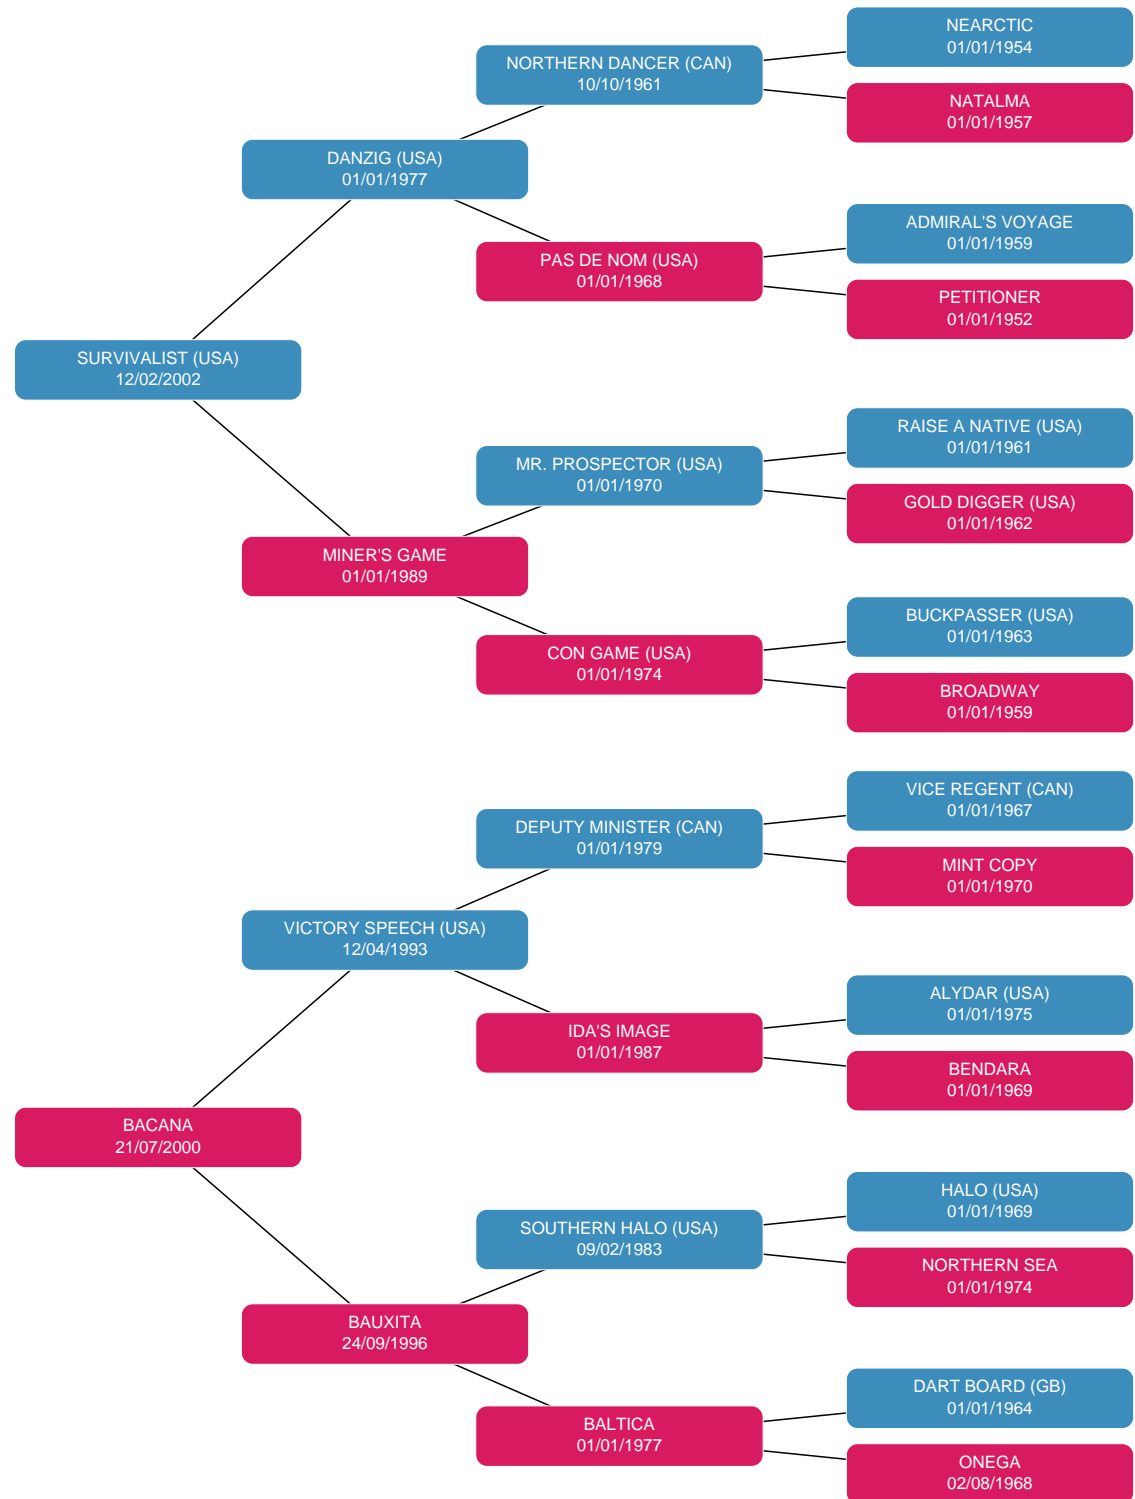 NEARCTIC
01/01/1954
NORTHERN DANCER (CAN)
10/10/1961
NATALMA
01/01/1957
DANZIG (USA)
01/01/1977
ADMIRAL'S VOYAGE
01/01/1959
PAS DE NOM (USA)
01/01/1968
PETITIONER
01/01/1952
SURVIVALIST (USA)
12/02/2002
RAISE A NATIVE (USA)
01/01/1961
MR. PROSPECTOR (USA)
01/01/1970
GOLD DIGGER (USA)
01/01/1962
MINER'S GAME
01/01/1989
BUCKPASSER (USA)
01/01/1963
CON GAME (USA)
01/01/1974
BROADWAY
01/01/1959
VICE REGENT (CAN)
01/01/1967
DEPUTY MINISTER (CAN)
01/01/1979
MINT COPY
01/01/1970
VICTORY SPEECH (USA)
12/04/1993
ALYDAR (USA)
01/01/1975
IDA'S IMAGE
01/01/1987
BENDARA
01/01/1969
BACANA
21/07/2000
HALO (USA)
01/01/1969
SOUTHERN HALO (USA)
09/02/1983
NORTHERN SEA
01/01/1974
BAUXITA
24/09/1996
DART BOARD (GB)
01/01/1964
BALTICA
01/01/1977
ONEGA
02/08/1968